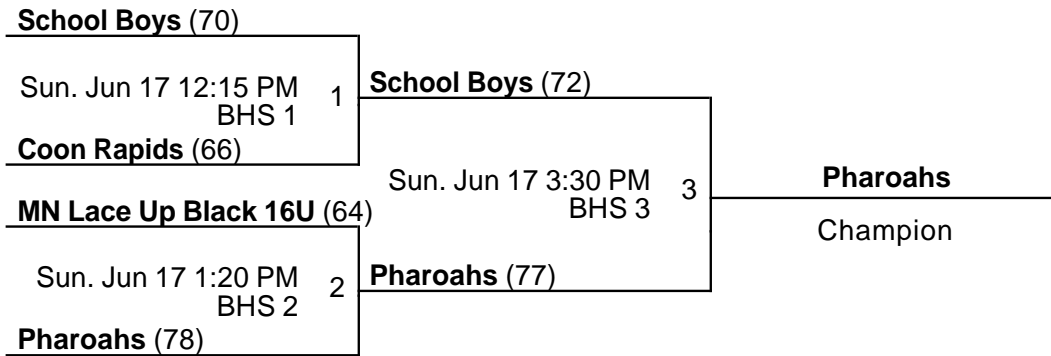 School Boys (70)
Sun. Jun 17 12:15 PM
BHS 1
1
Coon Rapids (66)
School Boys (72)
MN Lace Up Black 16U (64)
Sun. Jun 17 1:20 PM
BHS 2
2
Pharoahs (78)
Sun. Jun 17 3:30 PM
BHS 3
3
Pharoahs (77)
Pharoahs
Champion